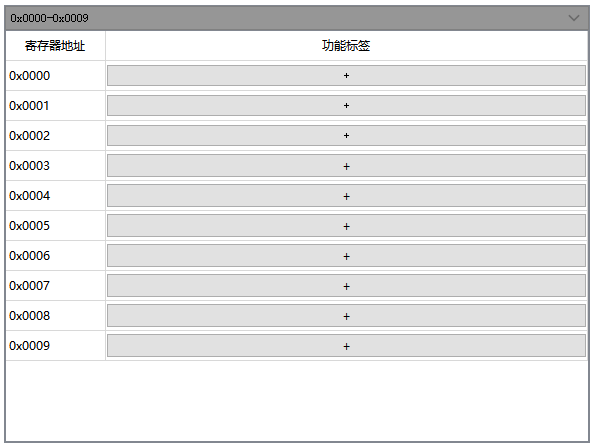 0x0000-0x0009
寄存器地址 功能标签
0x0000 +
0x0001 +
0x0002 +
0x0003 +
0x0004 +
0x0005 +
0x0006 +
0x0007 +
0x0008 +
0x0009 +